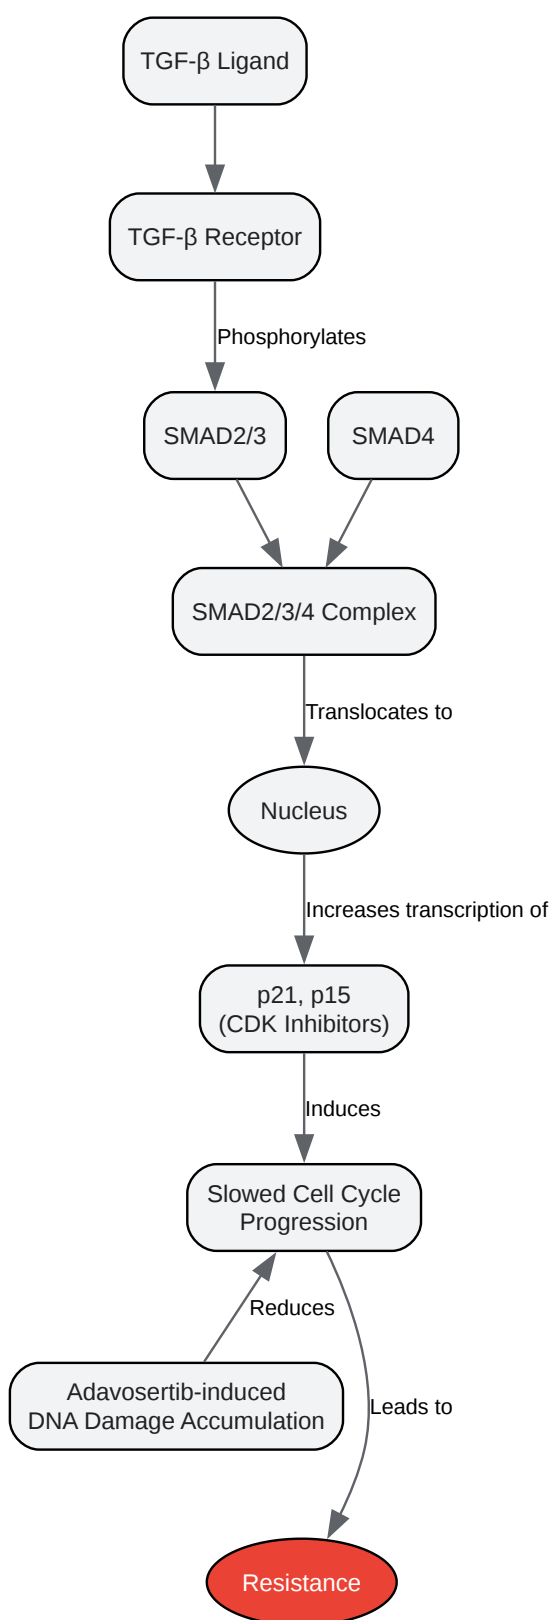 TGF-β Ligand
TGF-β Receptor
Phosphorylates
SMAD2/3
SMAD4
SMAD2/3/4 Complex
Translocates to
Nucleus
Increases transcription of
p21, p15
(CDK Inhibitors)
Induces
Slowed Cell Cycle
Progression
Reduces
Adavosertib-induced
DNA Damage Accumulation
Leads to
Resistance